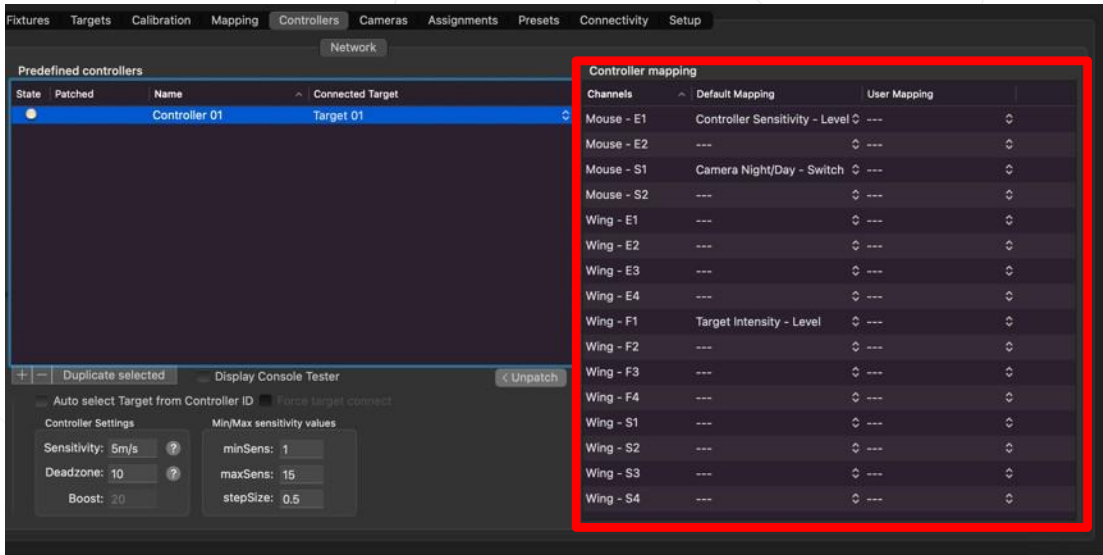 Fixtures Targets Calibration Mapping Controllers Cameras Assignments Presets Connectivity Setup
Network
Predefined controllers
State Patched Name Connected Target
Controller 01 Target 01
+ − Duplicate selected Display Console Tester < Unpatch
Auto select Target from Controller ID Force target connect
Controller Settings Min/Max sensitivity values
Sensitivity: 5m/s ? minSens: 1
Deadzone: 10 ? maxSens: 15
Boost: 20 stepSize: 0.5
Controller mapping
Channels Default Mapping User Mapping
Mouse - E1 Controller Sensitivity - Level ---
Mouse - E2 --- ---
Mouse - S1 Camera Night/Day - Switch ---
Mouse - S2 --- ---
Wing - E1 --- ---
Wing - E2 --- ---
Wing - E3 --- ---
Wing - E4 --- ---
Wing - F1 Target Intensity - Level ---
Wing - F2 --- ---
Wing - F3 --- ---
Wing - F4 --- ---
Wing - S1 --- ---
Wing - S2 --- ---
Wing - S3 --- ---
Wing - S4 --- ---